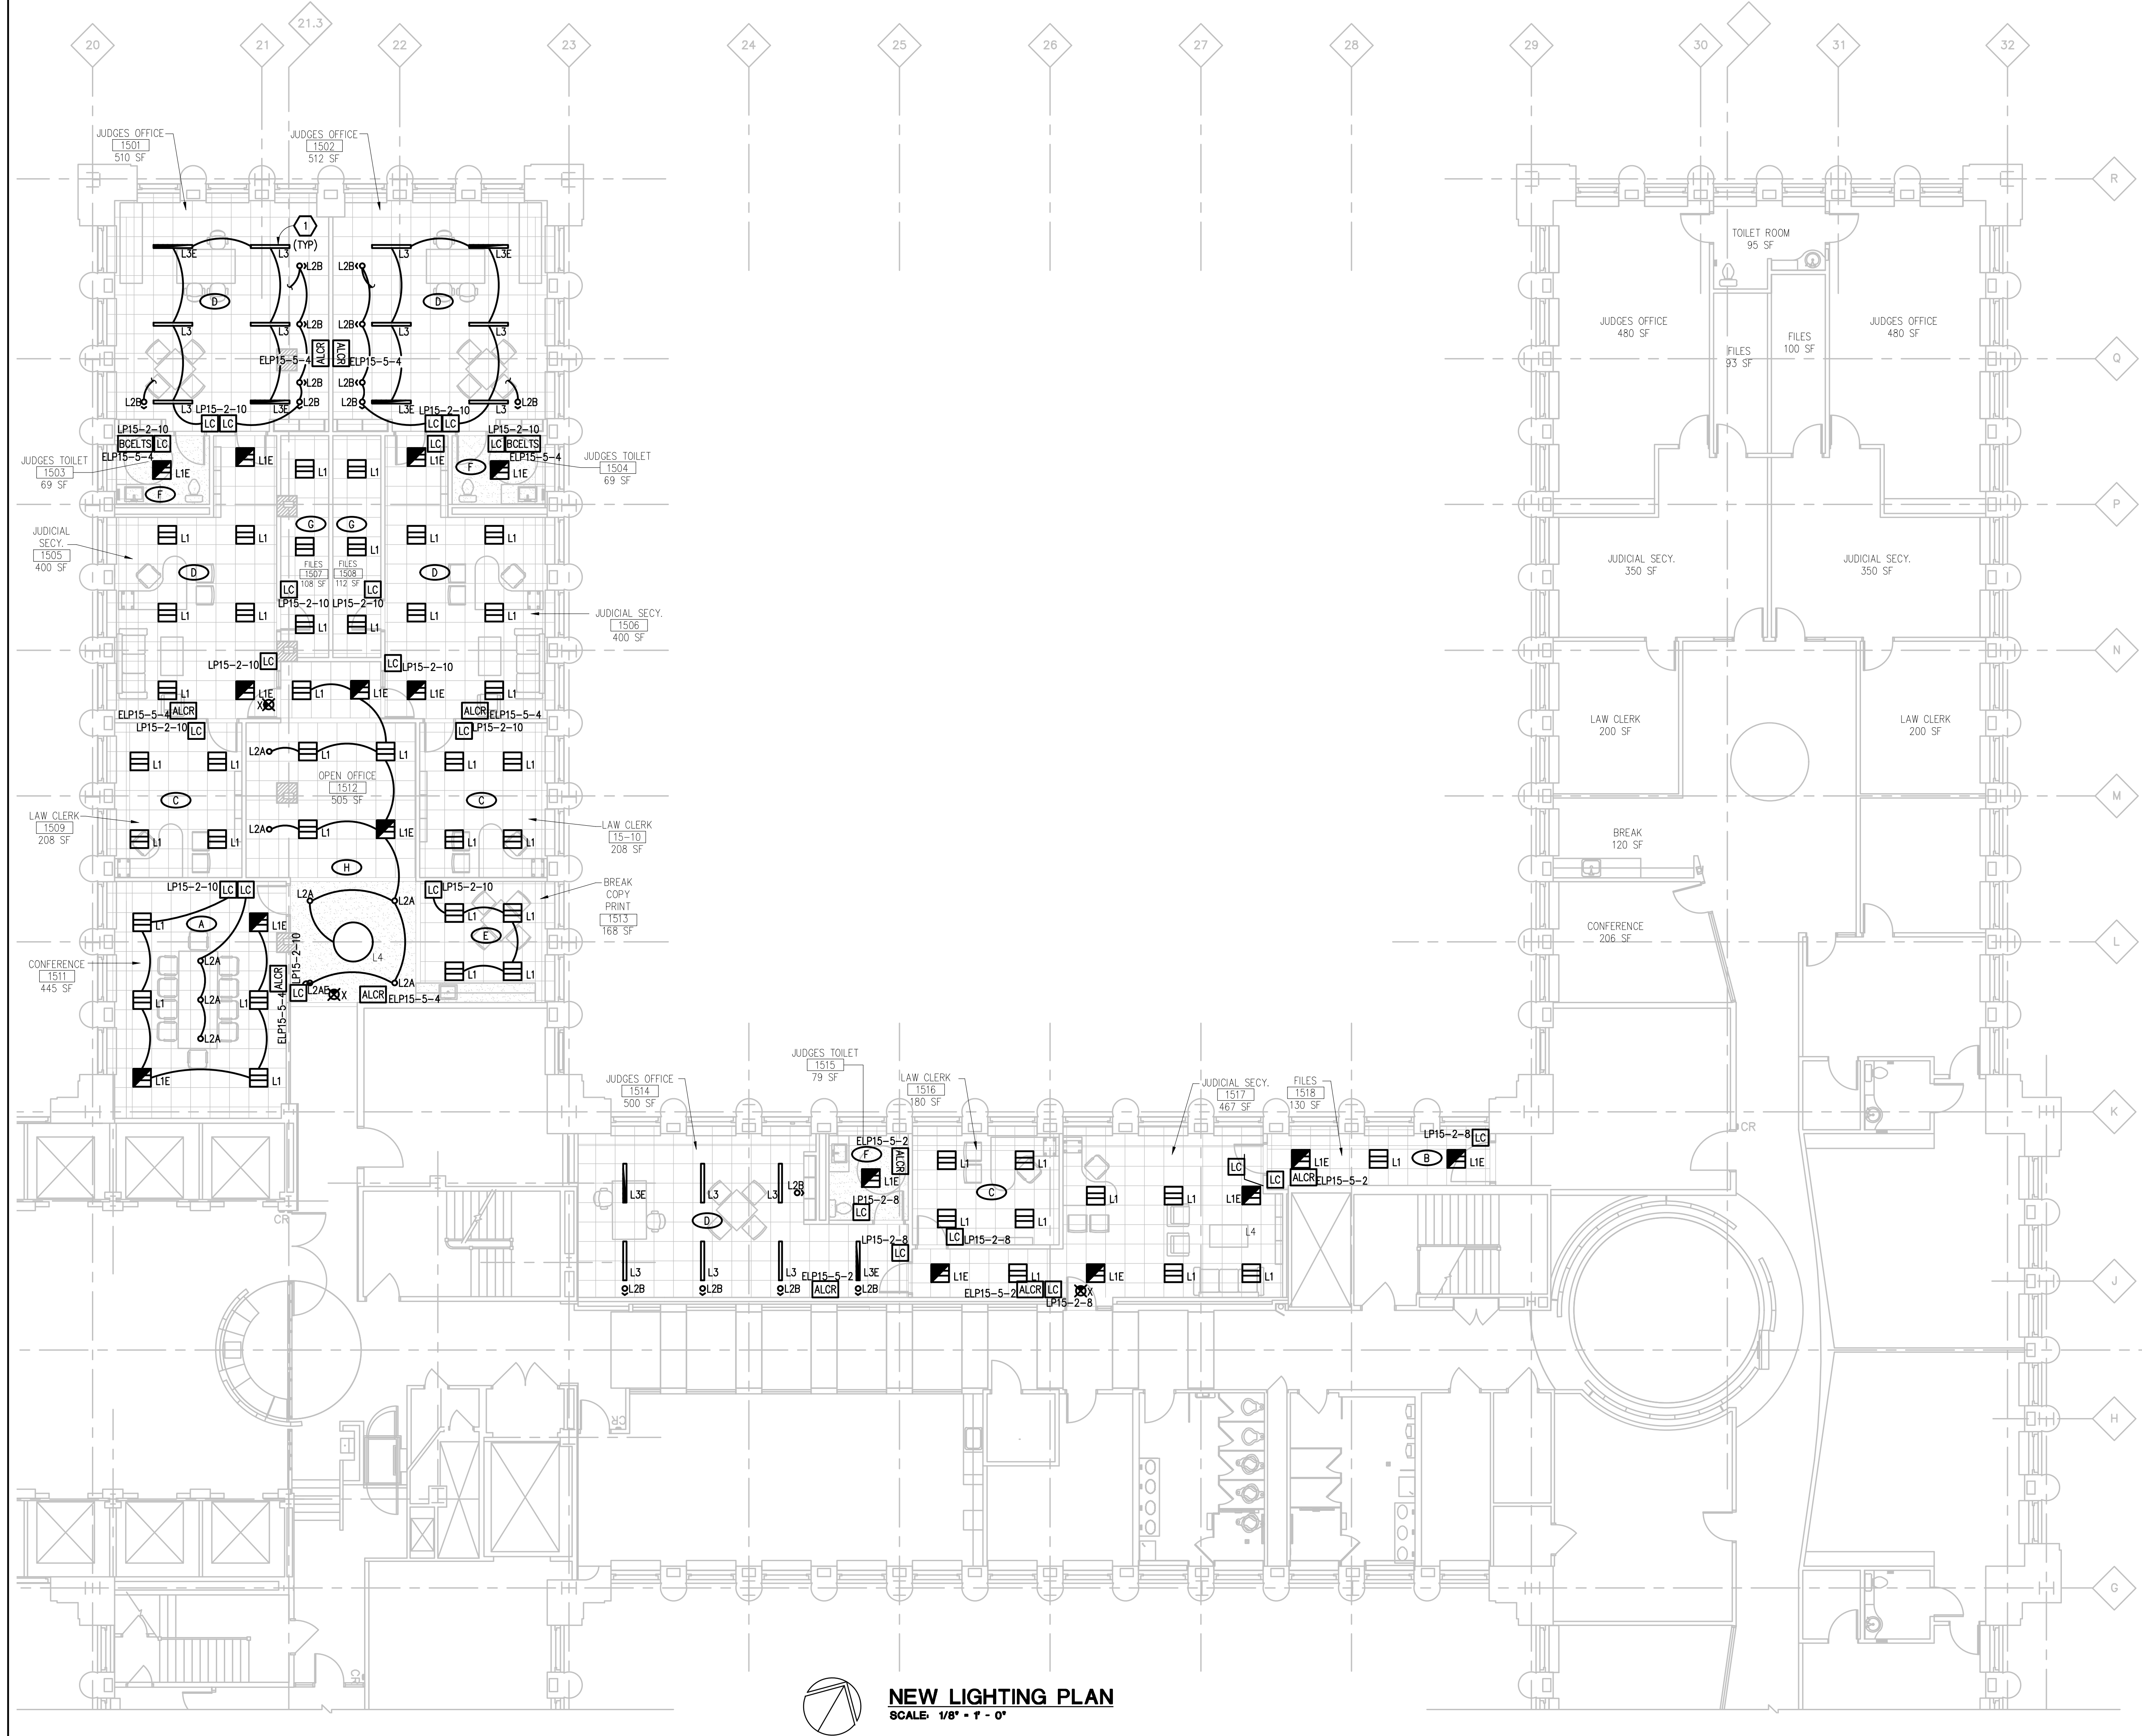 20
21
21.3
22
23
24
25
26
27
28
29
30
31
32
R
Q
P
N
M
L
K
J
H
G
JUDGES OFFICE
1501
510 SF
JUDGES OFFICE
1502
512 SF
1
(TYP)
L3E
L3
L3
L3E
L2B
L2B
D
D
L3
L3
L2B
L2B
L3
L3
ELP15-5-4
ALCR
ALCR
ELP15-5-4
L2B
L2B
L2B
L3
L3E
L2B
L2B
L3E
L3
L2B
LP15-2-10
LC
LC
LP15-2-10
LC
LC
LP15-2-10
BCELTS
LC
ELP15-5-4
LC
LP15-2-10
LC
BCELTS
ELP15-5-4
JUDGES TOILET
1503
69 SF
L1E
L1E
F
L1
L1
L1E
L1E
F
JUDGES TOILET
1504
69 SF
JUDICIAL
SECY.
1505
400 SF
L1
L1
G
G
L1
L1
L1
L1
D
D
FILES
1507
108 SF
FILES
1508
112 SF
LC
LC
LP15-2-10
LP15-2-10
L1
L1
L1
L1
L1
L1
JUDICIAL SECY.
1506
400 SF
LP15-2-10
LC
LC
LP15-2-10
L1
L1E
L1
L1E
L1E
L1
X
ELP15-5-4
ALCR
ALCR
ELP15-5-4
LP15-2-10
LC
LC
LP15-2-10
L1
L1
L2A
L1
L1
L1
L1
OPEN OFFICE
1512
505 SF
C
C
LAW CLERK
1509
208 SF
L1
L1
L2A
L1
L1E
L1
L1
LAW CLERK
15-10
208 SF
H
LP15-2-10
LC
LC
LC
LP15-2-10
BREAK
COPY
PRINT
1513
168 SF
L1
A
L1E
L2A
L2A
L1
L1
E
L4
LP15-2-10
CONFERENCE
1511
445 SF
L2A
L1
L2A
L1
L2A
ALCR
ELP15-5-4
LC
L2AE
X
L2A
ALCR
ELP15-5-4
L1
L1
L1E
L1
JUDGES OFFICE
1514
500 SF
JUDGES TOILET
1515
79 SF
LAW CLERK
1516
180 SF
JUDICIAL SECY.
1517
467 SF
FILES
1518
130 SF
ELP15-5-2
F
ALCR
L1E
LP15-2-8
LC
L3E
L3
L3
L2B
D
L1
L1
C
L1
L1
LC
LP15-2-8
LP15-2-8
LC
L3
L3
L3
L3E
L2B
L2B
L2B
L2B
ELP15-5-2
ALCR
L1E
L1
ELP15-5-2
ALCR
LC
LP15-2-8
X
L1
L1
L1E
L4
L1E
L1
L1
LC
LC
ALCR
ELP15-5-2
L1E
L1
B
L1E
LP15-2-8
LC
TOILET ROOM
95 SF
JUDGES OFFICE
480 SF
FILES
93 SF
FILES
100 SF
JUDGES OFFICE
480 SF
JUDICIAL SECY.
350 SF
JUDICIAL SECY.
350 SF
LAW CLERK
200 SF
LAW CLERK
200 SF
BREAK
120 SF
CONFERENCE
206 SF
CR
CR
CR
CR
NEW LIGHTING PLAN
SCALE: 1/8" = 1' - 0"